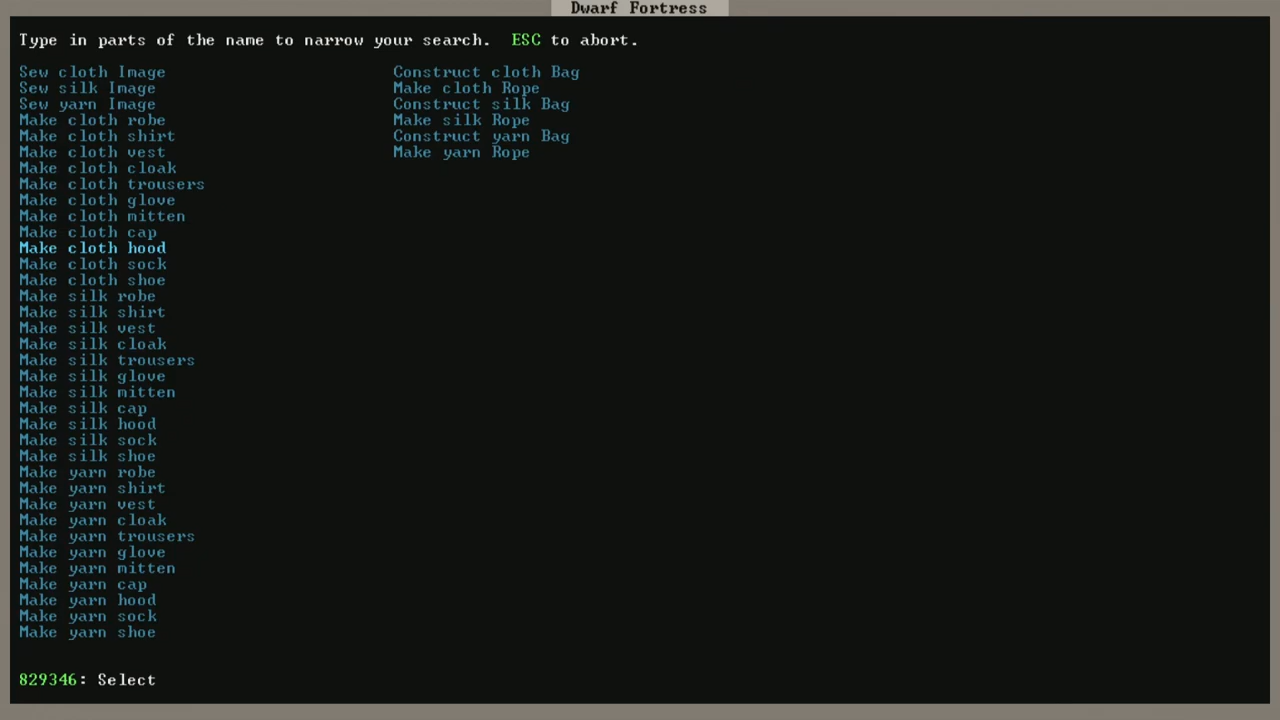 Dwarf Fortress
Type in parts of the name to narrow your search. ESC to abort.
Sew cloth Image
Sew silk Image
Sew yarn Image
Make cloth robe
Make cloth shirt
Make cloth vest
Make cloth cloak
Make cloth trousers
Make cloth glove
Make cloth mitten
Make cloth cap
Make cloth hood
Make cloth sock
Make cloth shoe
Make silk robe
Make silk shirt
Make silk vest
Make silk cloak
Make silk trousers
Make silk glove
Make silk mitten
Make silk cap
Make silk hood
Make silk sock
Make silk shoe
Make yarn robe
Make yarn shirt
Make yarn vest
Make yarn cloak
Make yarn trousers
Make yarn glove
Make yarn mitten
Make yarn cap
Make yarn hood
Make yarn sock
Make yarn shoe
Construct cloth Bag
Make cloth Rope
Construct silk Bag
Make silk Rope
Construct yarn Bag
Make yarn Rope
829346: Select